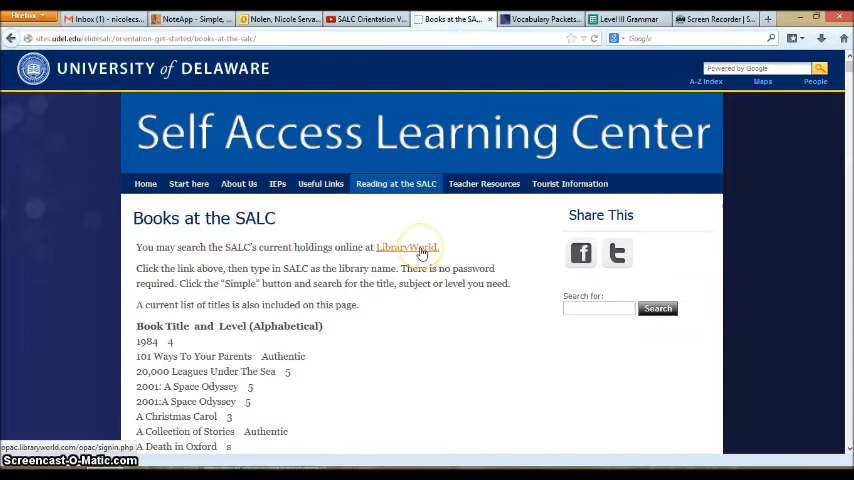 Firefox
Inbox (1) - nicolecs...
NoteApp - Simple, ...
Nolen, Nicole Serva...
SALC Orientation V...
Books at the SA...
Vocabulary Packets...
Level III Grammar
Screen Recorder | S...
sites.udel.edu/elidesalc/orientation-get-started/books-at-the-salc/
Google
UNIVERSITY of DELAWARE
Powered by Google
A-Z Index Maps People
Self Access Learning Center
Home Start here About Us IEPs Useful Links Reading at the SALC Teacher Resources Tourist Information
Books at the SALC
You may search the SALC's current holdings online at LibraryWorld.
Click the link above, then type in SALC as the library name. There is no password
required. Click the "Simple" button and search for the title, subject or level you need.
A current list of titles is also included on this page.
Book Title and Level (Alphabetical)
1984 4
101 Ways To Your Parents Authentic
20,000 Leagues Under The Sea 5
2001: A Space Odyssey 5
2001:A Space Odyssey 5
A Christmas Carol 3
A Collection of Stories Authentic
A Death in Oxford s
Share This
Search for:
Search
opac.libraryworld.com/opac/signin.php
Screencast-O-Matic.com